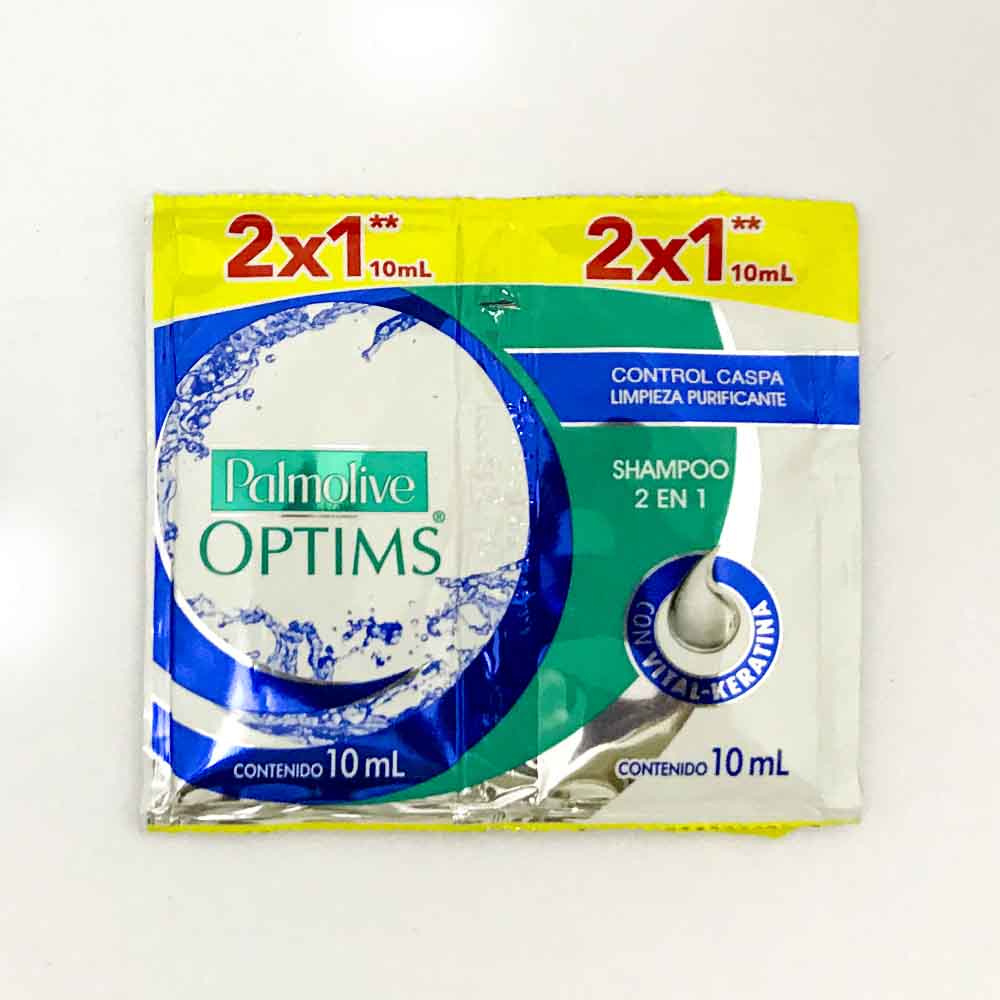 2x1** 10mL
2x1** 10mL
CONTROL CASPA
LIMPIEZA PURIFICANTE
Palmolive
OPTIMS®
SHAMPOO
2 EN 1
CON VITAL-KERATINA
CONTENIDO 10 mL
CONTENIDO 10 mL